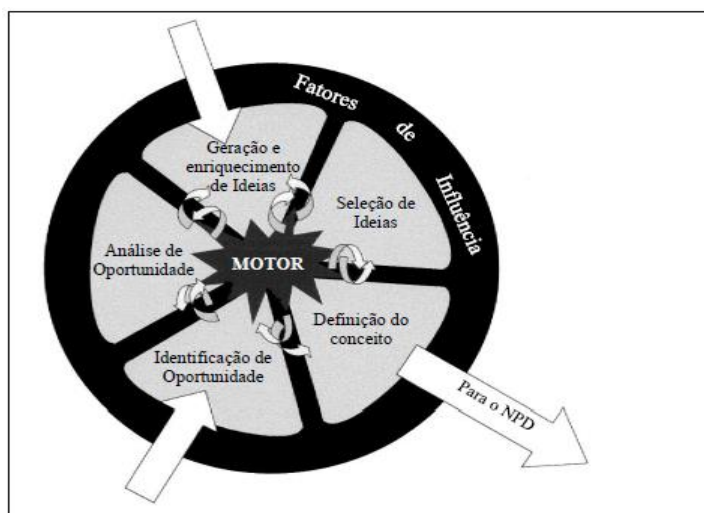 Fatores de Influência
Geração e
enriquecimento
de Ideias
Seleção de
Ideias
Análise de
Oportunidade
MOTOR
Definição do
conceito
Identificação de
Oportunidade
Para o NPD